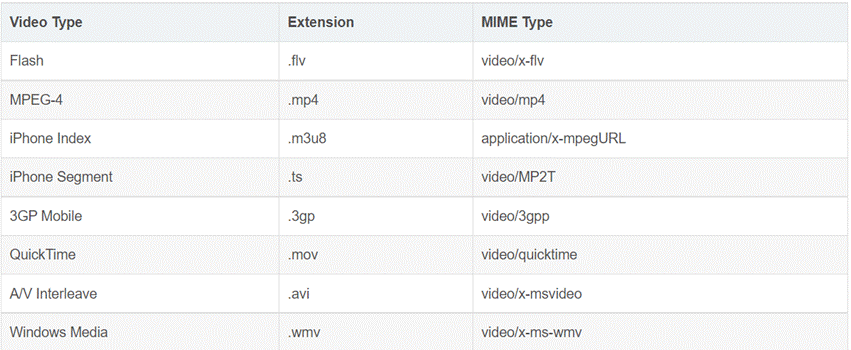 Video Type Extension MIME Type
Flash .flv video/x-flv
MPEG-4 .mp4 video/mp4
iPhone Index .m3u8 application/x-mpegURL
iPhone Segment .ts video/MP2T
3GP Mobile .3gp video/3gpp
QuickTime .mov video/quicktime
A/V Interleave .avi video/x-msvideo
Windows Media .wmv video/x-ms-wmv